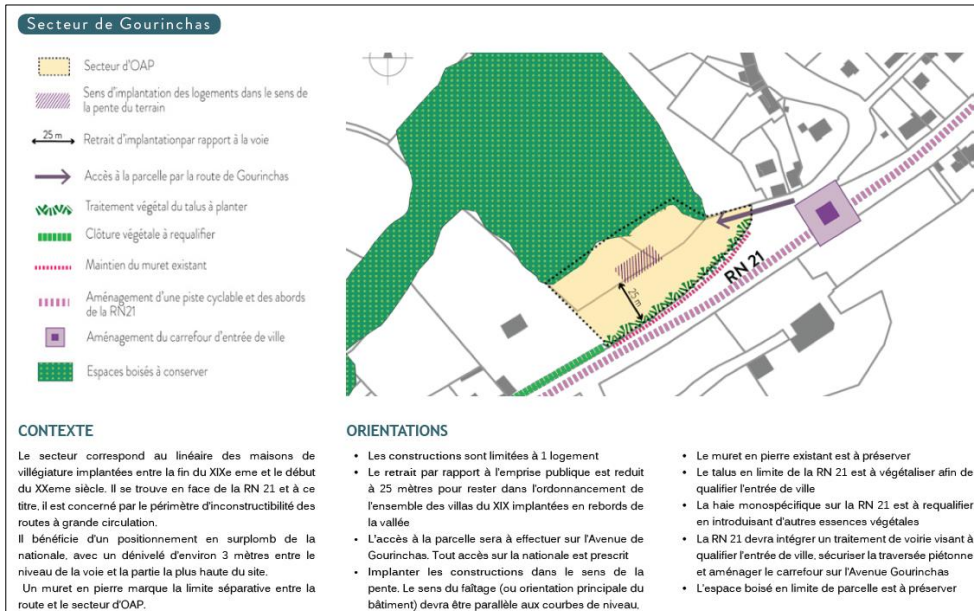 Secteur de Gourinchas
Secteur d'OAP
Sens d'implantation des logements dans le sens de
la pente du terrain
25 m
Retrait d'implantationpar rapport à la voie
Accès à la parcelle par la route de Gourinchas
Traitement végétal du talus à planter
Clôture végétale à requalifier
Maintien du muret existant
Aménagement d'une piste cyclable et des abords
de la RN21
Aménagement du carrefour d'entrée de ville
Espaces boisés à conserver
25 m
RN 21
CONTEXTE
Le secteur correspond au linéaire des maisons de
villégiature implantées entre la fin du XIXe eme et le début
du XXeme siècle. Il se trouve en face de la RN 21 et à ce
titre, il est concerné par le périmètre d'inconstructibilité des
routes à grande circulation.
Il bénéficie d'un positionnement en surplomb de la
nationale, avec un dénivelé d'environ 3 mètres entre le
niveau de la voie et la partie la plus haute du site.
Un muret en pierre marque la limite séparative entre la
route et le secteur d'OAP.
ORIENTATIONS
• Les constructions sont limitées à 1 logement
• Le retrait par rapport à l'emprise publique est reduit
à 25 mètres pour rester dans l'ordonnancement de
l'ensemble des villas du XIX implantées en rebords de
la vallée
• L'accès à la parcelle sera à effectuer sur l'Avenue de
Gourinchas. Tout accès sur la nationale est prescrit
• Implanter les constructions dans le sens de la
pente. Le sens du faîtage (ou orientation principale du
bâtiment) devra être parallèle aux courbes de niveau,
• Le muret en pierre existant est à préserver
• Le talus en limite de la RN 21 est à végétaliser afin de
qualifier l'entrée de ville
• La haie monospécifique sur la RN 21 est à requalifier
en introduisant d'autres essences végétales
• La RN 21 devra intégrer un traitement de voirie visant à
qualifier l'entrée de ville, sécuriser la traversée piétonne
et aménager le carrefour sur l'Avenue Gourinchas
• L'espace boisé en limite de parcelle est à préserver